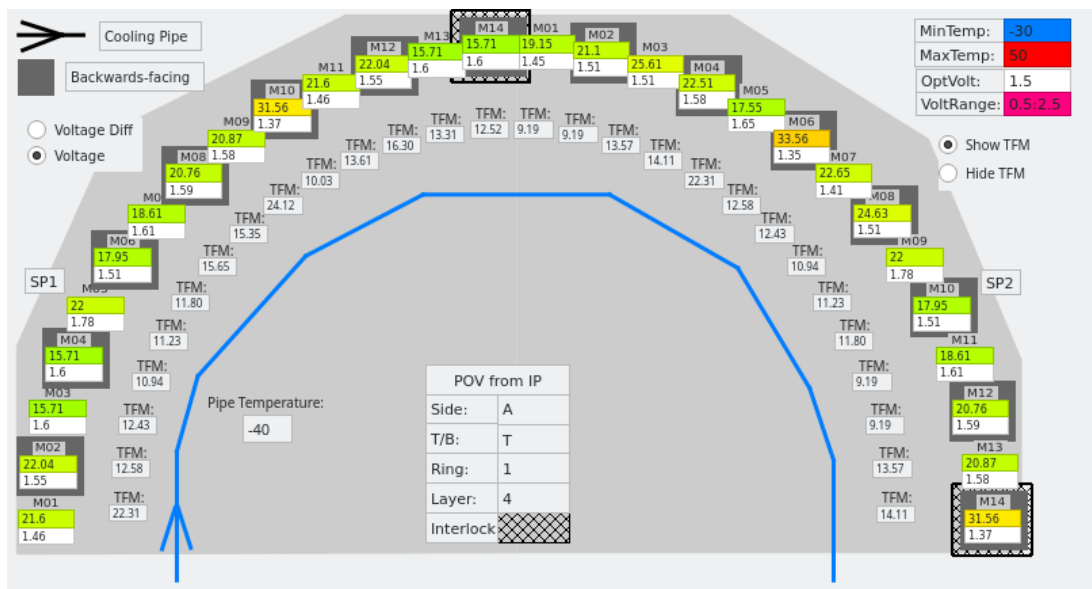 Cooling Pipe
Backwards-facing
Voltage Diff
Voltage
MinTemp: -30
MaxTemp: 50
OptVolt: 1.5
VoltRange: 0.5:2.5
Show TFM
Hide TFM
SP1
M01
21.6
1.46
M02
22.04
1.55
M03
15.71
1.6
M04
15.71
1.6
M05
22
1.78
M06
17.95
1.51
M0
18.61
1.61
M08
20.76
1.59
M09
20.87
1.58
M10
31.56
1.37
M11
21.6
1.46
M12
22.04
1.55
M13
15.71
1.6
M14
15.71
1.6
M01
19.15
1.45
M02
21.1
1.51
M03
25.61
1.51
M04
22.51
1.58
M05
17.55
1.65
M06
33.56
1.35
M07
22.65
1.41
M08
24.63
1.51
M09
22
1.78
SP2
M10
17.95
1.51
M11
18.61
1.61
M12
20.76
1.59
M13
20.87
1.58
M14
31.56
1.37
TFM:
22.31
TFM:
12.58
TFM:
12.43
TFM:
10.94
TFM:
11.23
TFM:
11.80
TFM:
15.65
TFM:
15.35
TFM:
24.12
TFM:
10.03
TFM:
13.61
TFM:
16.30
TFM:
13.31
TFM:
12.52
TFM:
9.19
TFM:
9.19
TFM:
13.57
TFM:
14.11
TFM:
22.31
TFM:
12.58
TFM:
12.43
TFM:
10.94
TFM:
11.23
TFM:
11.80
TFM:
9.19
TFM:
9.19
TFM:
13.57
TFM:
14.11
Pipe Temperature:
-40
POV from IP
Side: A
T/B: T
Ring: 1
Layer: 4
Interlock